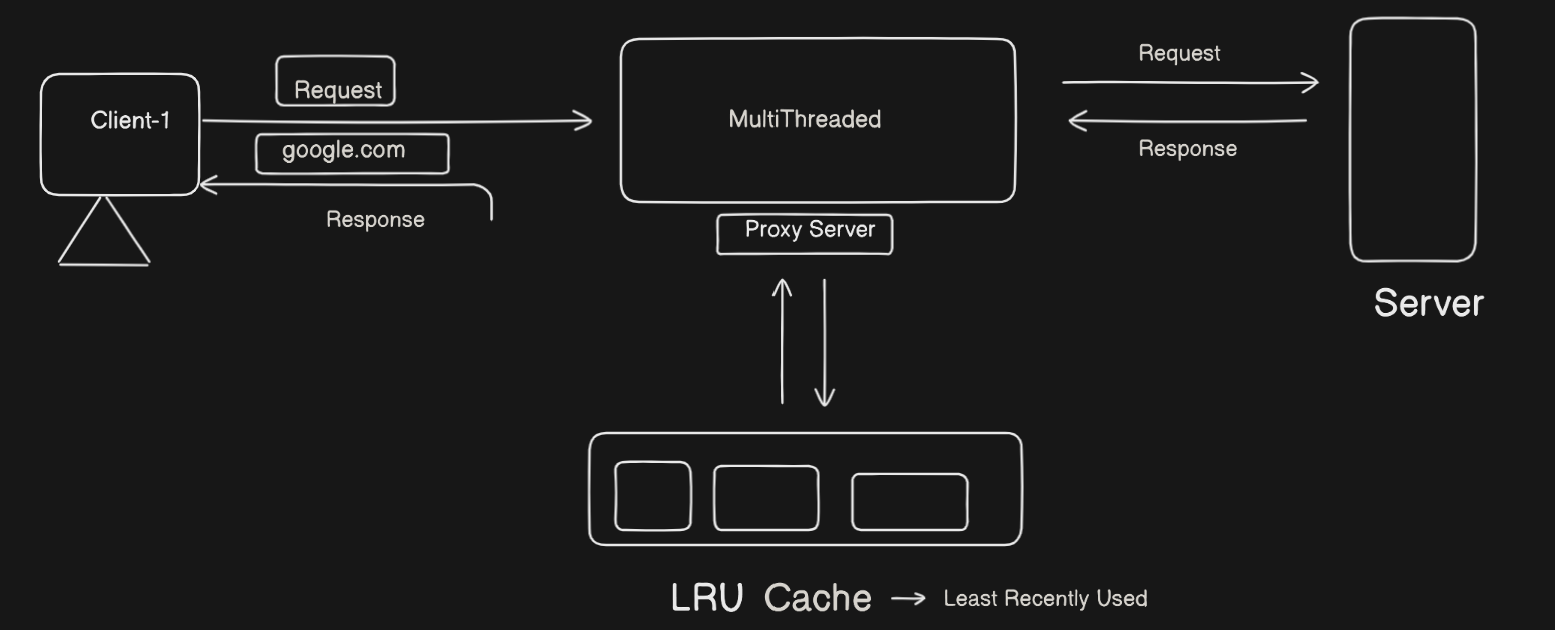 Client-1
Request
google.com
Response
MultiThreaded
Proxy Server
Request
Response
Server
LRU Cache → Least Recently Used